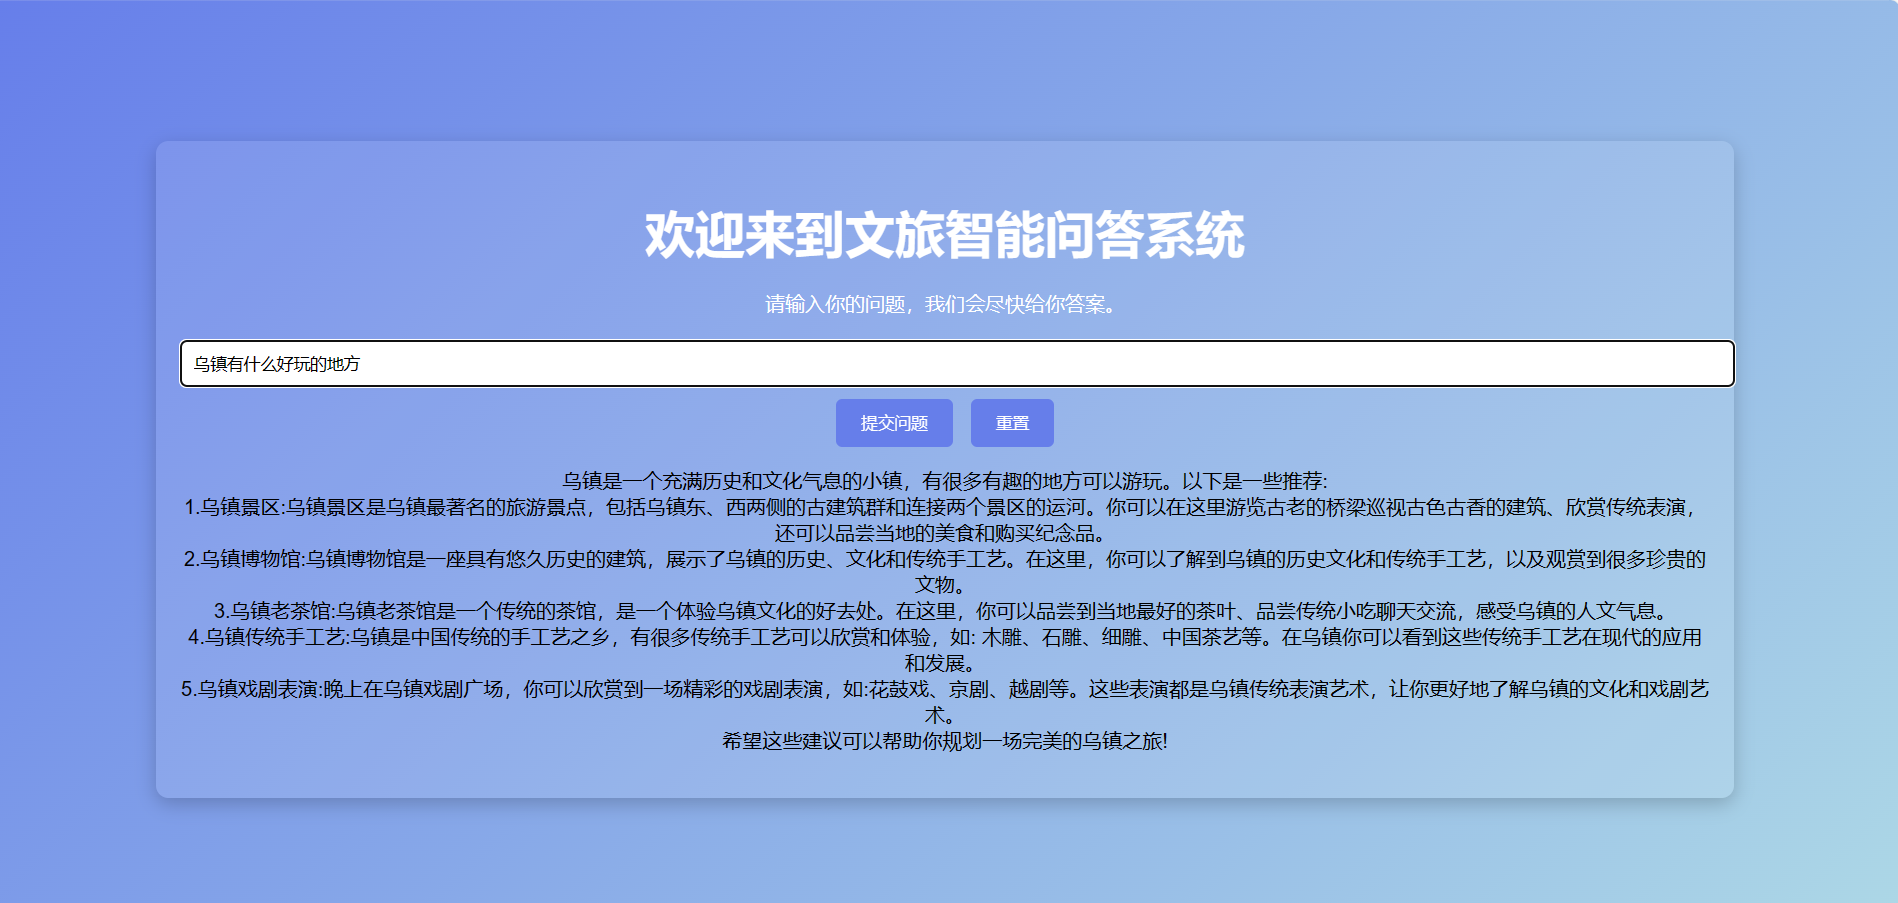 欢迎来到文旅智能问答系统
请输入你的问题，我们会尽快给你答案。
乌镇有什么好玩的地方
提交问题 重置
乌镇是一个充满历史和文化气息的小镇，有很多有趣的地方可以游玩。以下是一些推荐:
1.乌镇景区:乌镇景区是乌镇最著名的旅游景点，包括乌镇东、西两侧的古建筑群和连接两个景区的运河。你可以在这里游览古老的桥梁巡视古色古香的建筑、欣赏传统表演，
还可以品尝当地的美食和购买纪念品。
2.乌镇博物馆:乌镇博物馆是一座具有悠久历史的建筑，展示了乌镇的历史、文化和传统手工艺。在这里，你可以了解到乌镇的历史文化和传统手工艺，以及观赏到很多珍贵的
文物。
3.乌镇老茶馆:乌镇老茶馆是一个传统的茶馆，是一个体验乌镇文化的好去处。在这里，你可以品尝到当地最好的茶叶、品尝传统小吃聊天交流，感受乌镇的人文气息。
4.乌镇传统手工艺:乌镇是中国传统的手工艺之乡，有很多传统手工艺可以欣赏和体验，如: 木雕、石雕、细雕、中国茶艺等。在乌镇你可以看到这些传统手工艺在现代的应用
和发展。
5.乌镇戏剧表演:晚上在乌镇戏剧广场，你可以欣赏到一场精彩的戏剧表演，如:花鼓戏、京剧、越剧等。这些表演都是乌镇传统表演艺术，让你更好地了解乌镇的文化和戏剧艺
术。
希望这些建议可以帮助你规划一场完美的乌镇之旅!